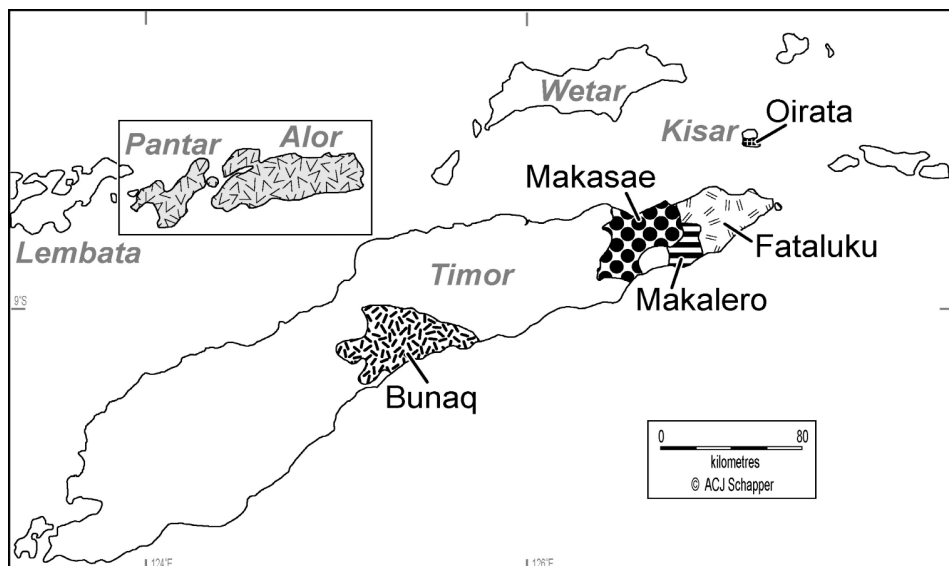 Wetar
Oirata
Pantar
Alor
Kisar
Makasae
Lembata
Timor
Fataluku
9°S
Makalero
Bunaq
0 80
kilometres
© ACJ Schapper
124°E
126°E